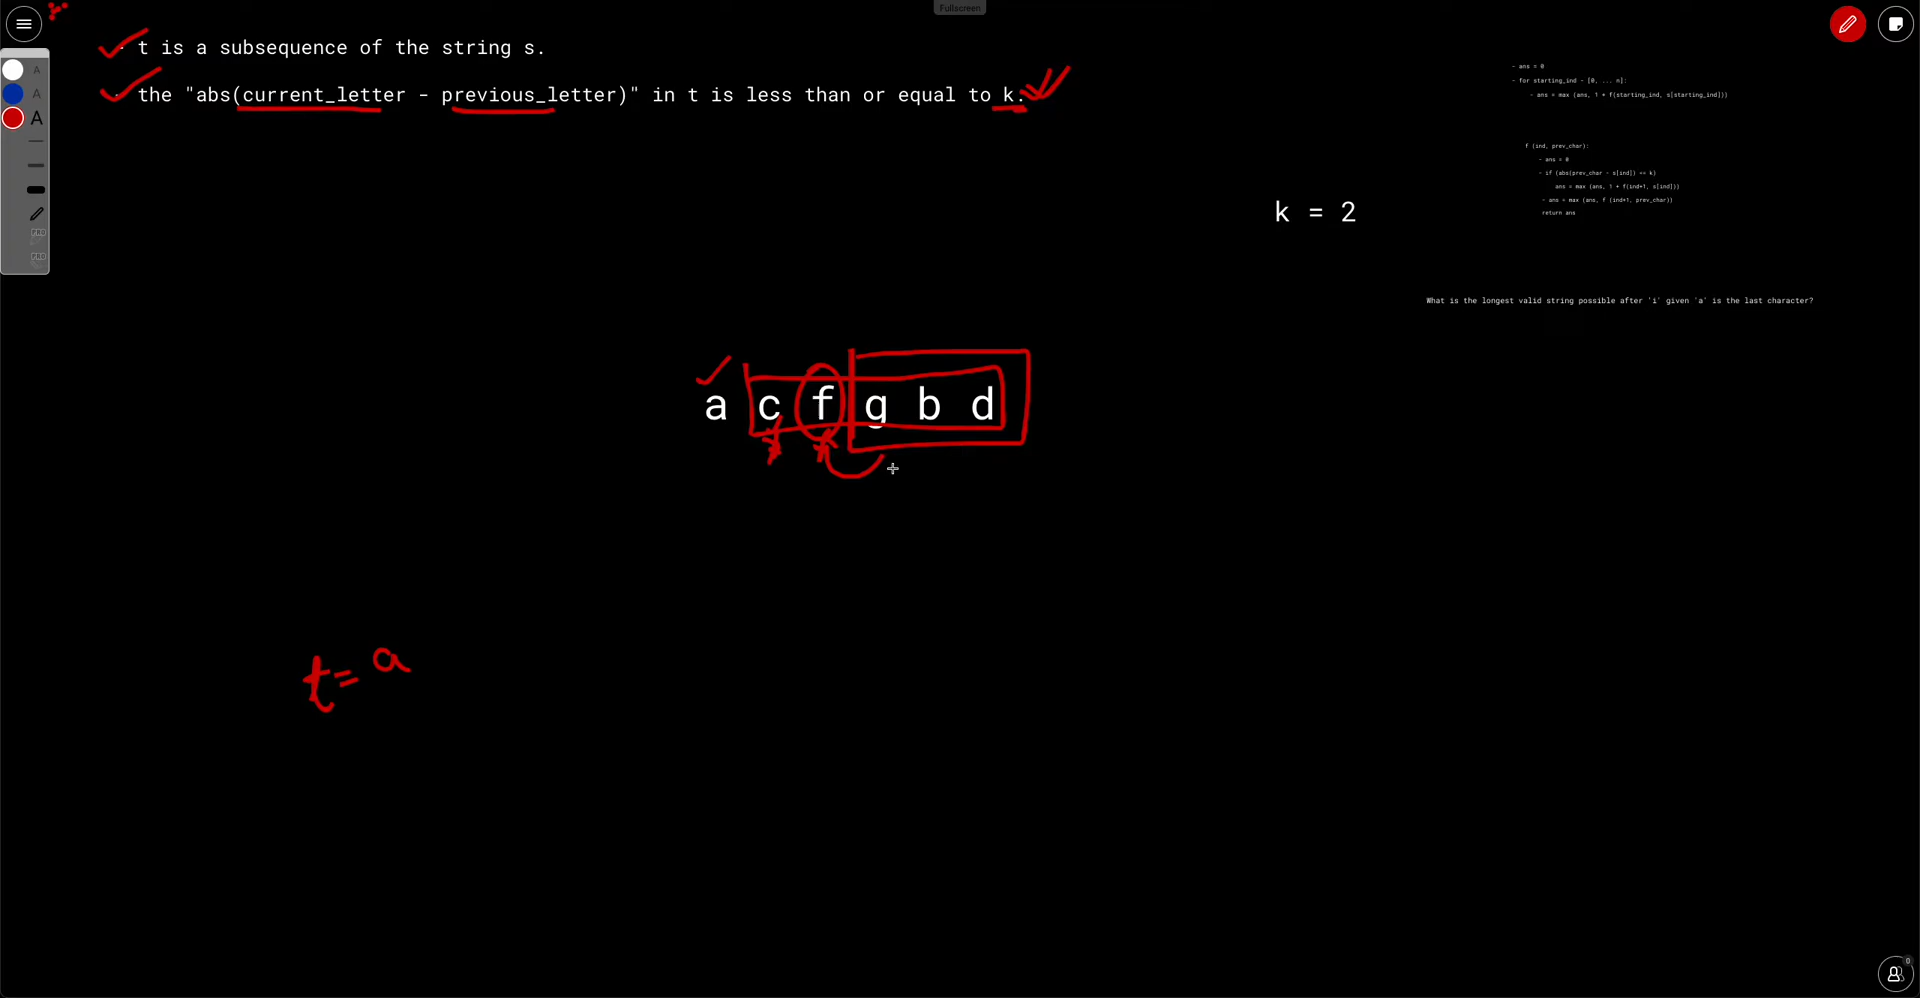 Fullscreen
- t is a subsequence of the string s.
- the "abs(current_letter - previous_letter)" in t is less than or equal to k.
A
A
A
PRO
PRO
- ans = 0
- for starting_ind - [0, ... n]:
- ans = max (ans, 1 + f(starting_ind, s[starting_ind]))
f (ind, prev_char):
- ans = 0
- if (abs(prev_char - s[ind]) <= k)
ans = max (ans, 1 + f(ind+1, s[ind]))
- ans = max (ans, f (ind+1, prev_char))
return ans
k = 2
What is the longest valid string possible after 'i' given 'a' is the last character?
a c f g b d
t= a
0